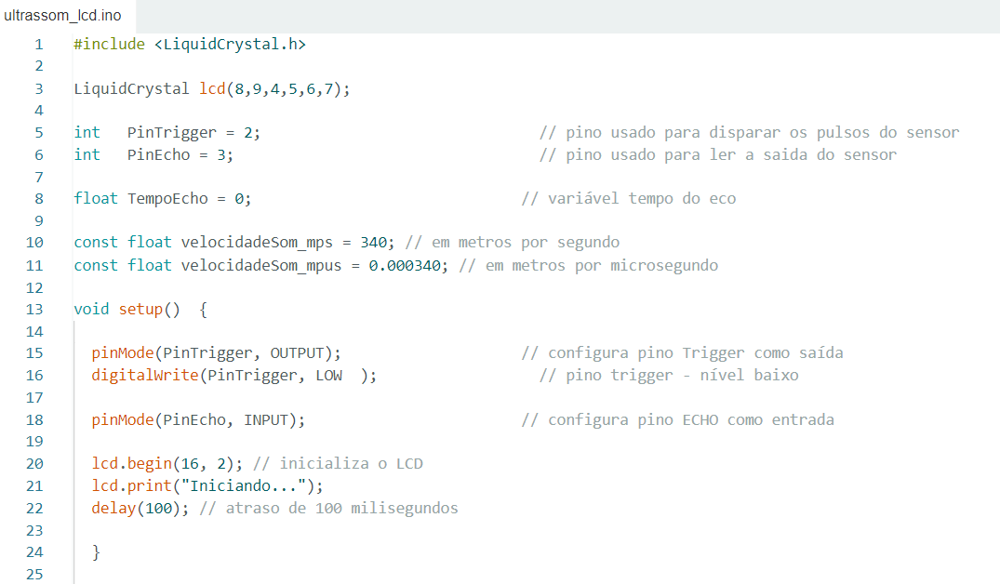 ultrassom_lcd.ino
1 #include <LiquidCrystal.h>
2
3 LiquidCrystal lcd(8,9,4,5,6,7);
4
5 int   PinTrigger = 2;                               // pino usado para disparar os pulsos do sensor
6 int   PinEcho = 3;                                  // pino usado para ler a saida do sensor
7
8 float TempoEcho = 0;                              // variável tempo do eco
9
10 const float velocidadeSom_mps = 340; // em metros por segundo
11 const float velocidadeSom_mpus = 0.000340; // em metros por microsegundo
12
13 void setup()  {
14
15   pinMode(PinTrigger, OUTPUT);                    // configura pino Trigger como saída
16   digitalWrite(PinTrigger, LOW  );                  // pino trigger - nível baixo
17
18   pinMode(PinEcho, INPUT);                        // configura pino ECHO como entrada
19
20   lcd.begin(16, 2); // inicializa o LCD
21   lcd.print("Iniciando...");
22   delay(100); // atraso de 100 milisegundos
23
24   }
25